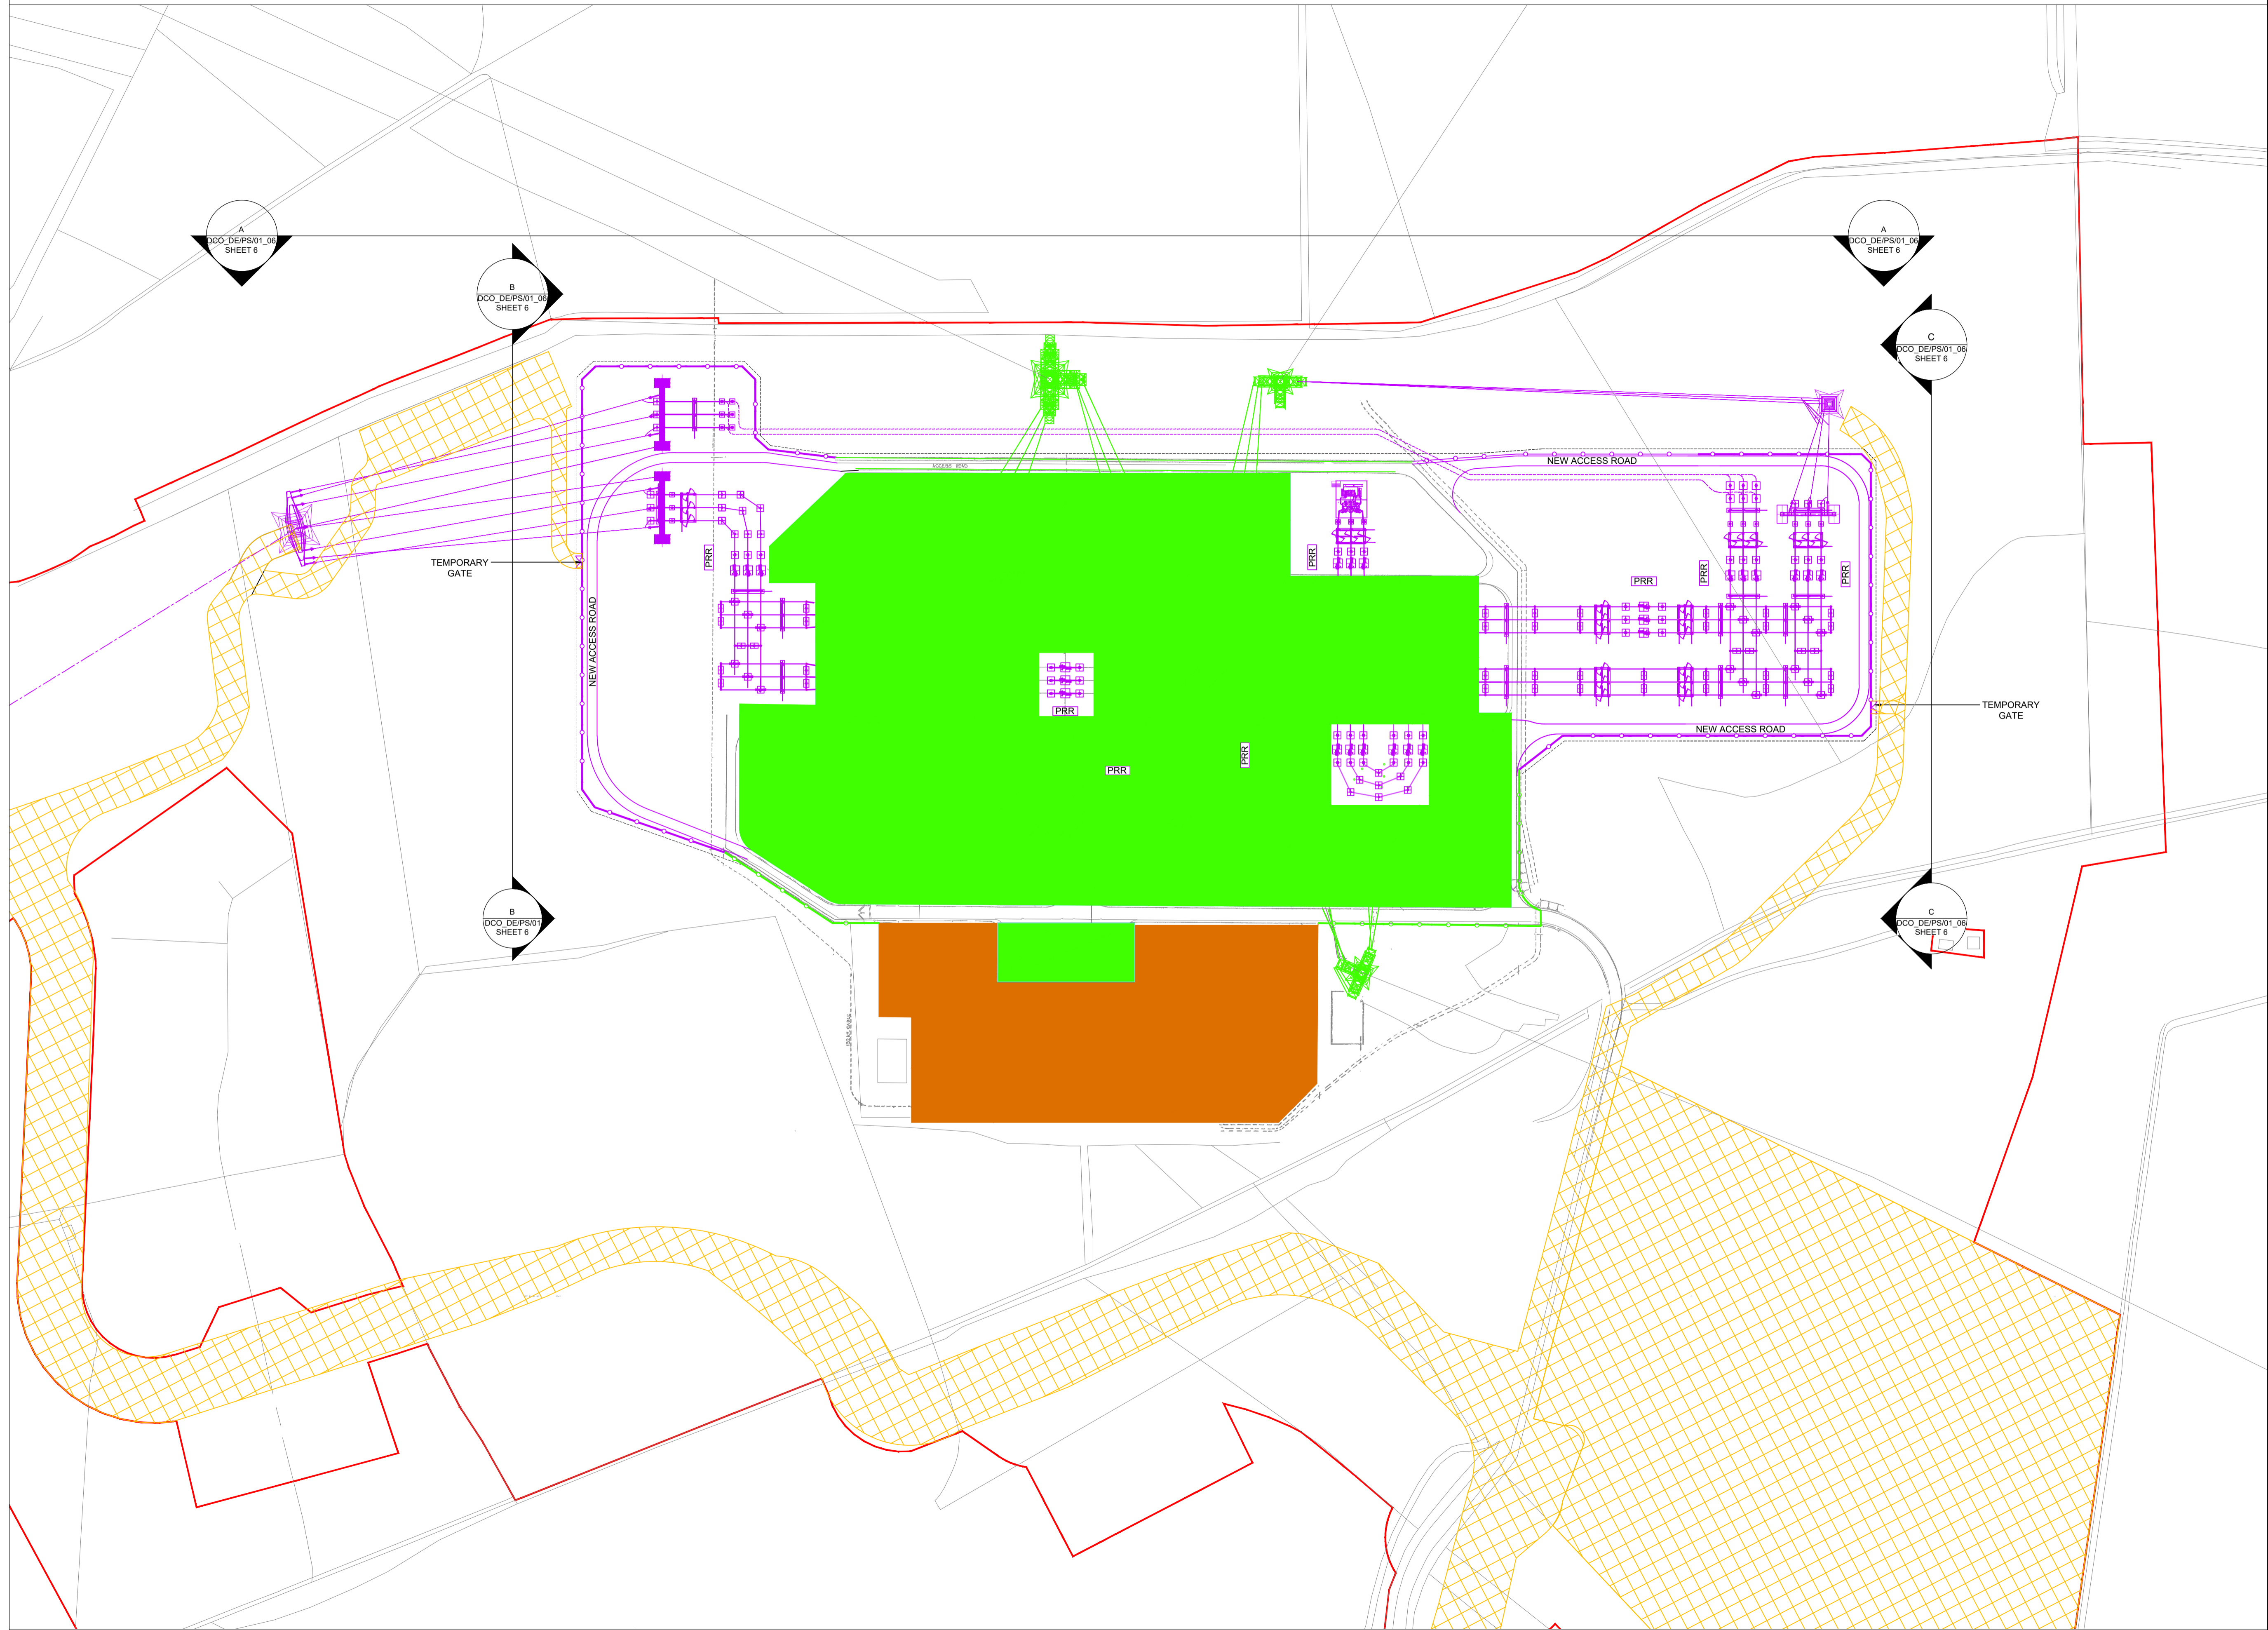 A
DCO_DE/PS/01_06
SHEET 6
A
DCO_DE/PS/01_06
SHEET 6
B
DCO_DE/PS/01_06
SHEET 6
C
DCO_DE/PS/01_06
SHEET 6
ACCESS ROAD
NEW ACCESS ROAD
TEMPORARY
GATE
PRR
PRR
PRR
PRR
PRR
NEW ACCESS ROAD
PRR
TEMPORARY
GATE
NEW ACCESS ROAD
PRR
PRR
B
DCO_DE/PS/01
SHEET 6
C
DCO_DE/PS/01_06
SHEET 6